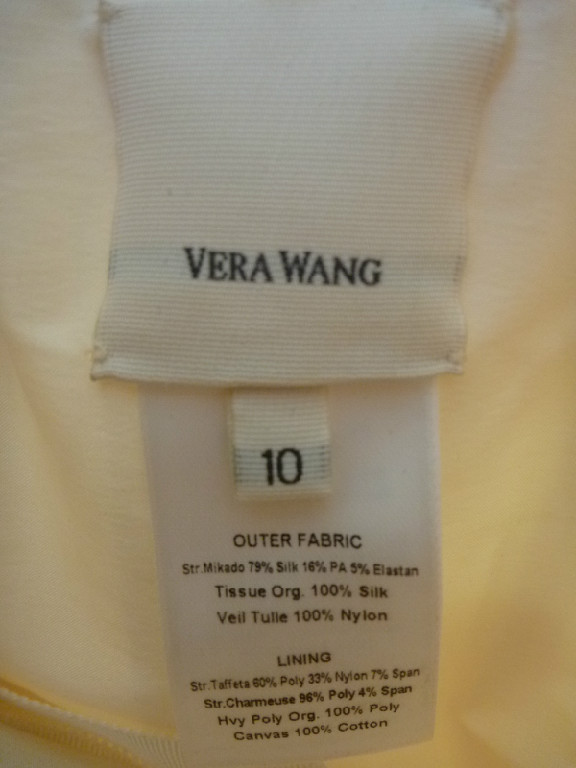 VERA WANG
10
OUTER FABRIC
Str.Mikado 79% Silk 16% PA 5% Elastan
Tissue Org. 100% Silk
Veil Tulle 100% Nylon
LINING
Str.Taffeta 60% Poly 33% Nylon 7% Span
Str.Charmeuse 96% Poly 4% Span
Hvy Poly Org. 100% Poly
Canvas 100% Cotton